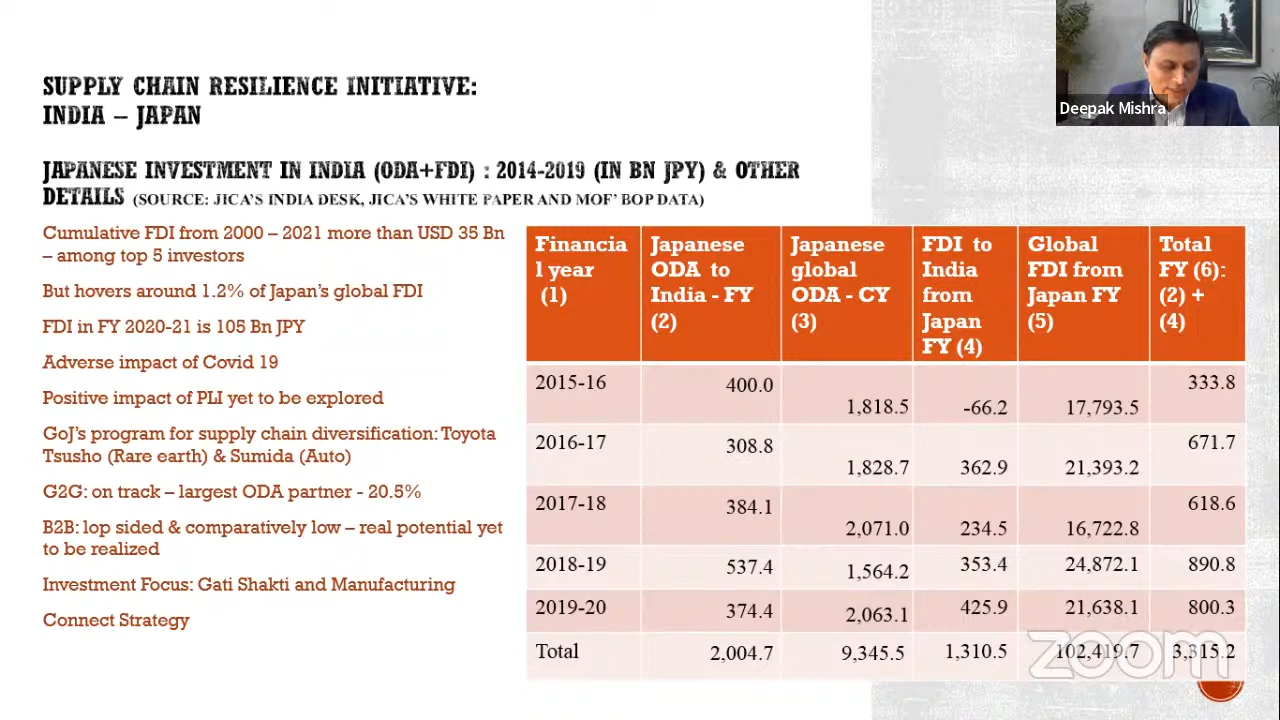 Deepak Mishra
SUPPLY CHAIN RESILIENCE INITIATIVE:
INDIA – JAPAN
JAPANESE INVESTMENT IN INDIA (ODA+FDI) : 2014-2019 (IN BN JPY) & OTHER
DETAILS (SOURCE: JICA'S INDIA DESK, JICA'S WHITE PAPER AND MOF' BOP DATA)
Cumulative FDI from 2000 – 2021 more than USD 35 Bn
– among top 5 investors
But hovers around 1.2% of Japan's global FDI
FDI in FY 2020-21 is 105 Bn JPY
Adverse impact of Covid 19
Positive impact of PLI yet to be explored
GoJ's program for supply chain diversification: Toyota
Tsusho (Rare earth) & Sumida (Auto)
G2G: on track – largest ODA partner - 20.5%
B2B: lop sided & comparatively low – real potential yet
to be realized
Investment Focus: Gati Shakti and Manufacturing
Connect Strategy
Financia
l year
(1)
Japanese
ODA to
India - FY
(2)
Japanese
global
ODA - CY
(3)
FDI to
India
from
Japan
FY (4)
Global
FDI from
Japan FY
(5)
Total
FY (6):
(2) +
(4)
2015-16 400.0 1,818.5 -66.2 17,793.5 333.8
2016-17 308.8 1,828.7 362.9 21,393.2 671.7
2017-18 384.1 2,071.0 234.5 16,722.8 618.6
2018-19 537.4 1,564.2 353.4 24,872.1 890.8
2019-20 374.4 2,063.1 425.9 21,638.1 800.3
Total 2,004.7 9,345.5 1,310.5 102,419.7 3,315.2
zoom